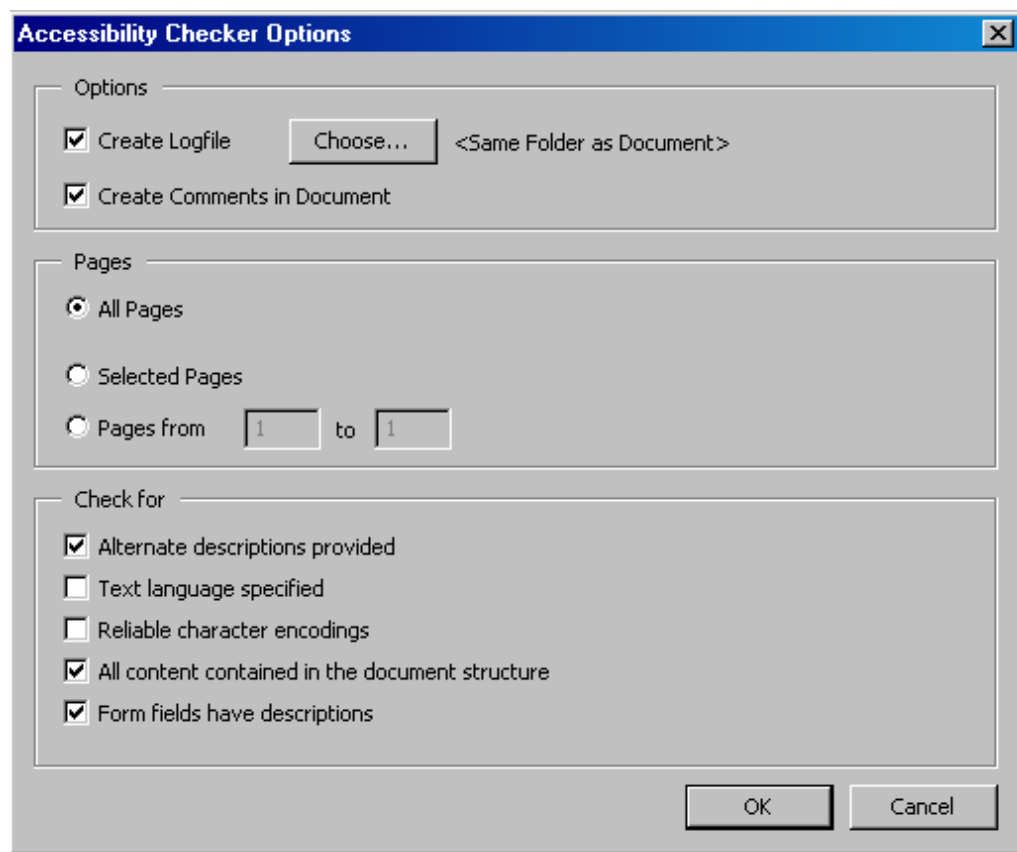 Accessibility Checker Options
Options
Create Logfile Choose... <Same Folder as Document>
Create Comments in Document
Pages
All Pages
Selected Pages
Pages from 1 to 1
Check for
Alternate descriptions provided
Text language specified
Reliable character encodings
All content contained in the document structure
Form fields have descriptions
OK Cancel